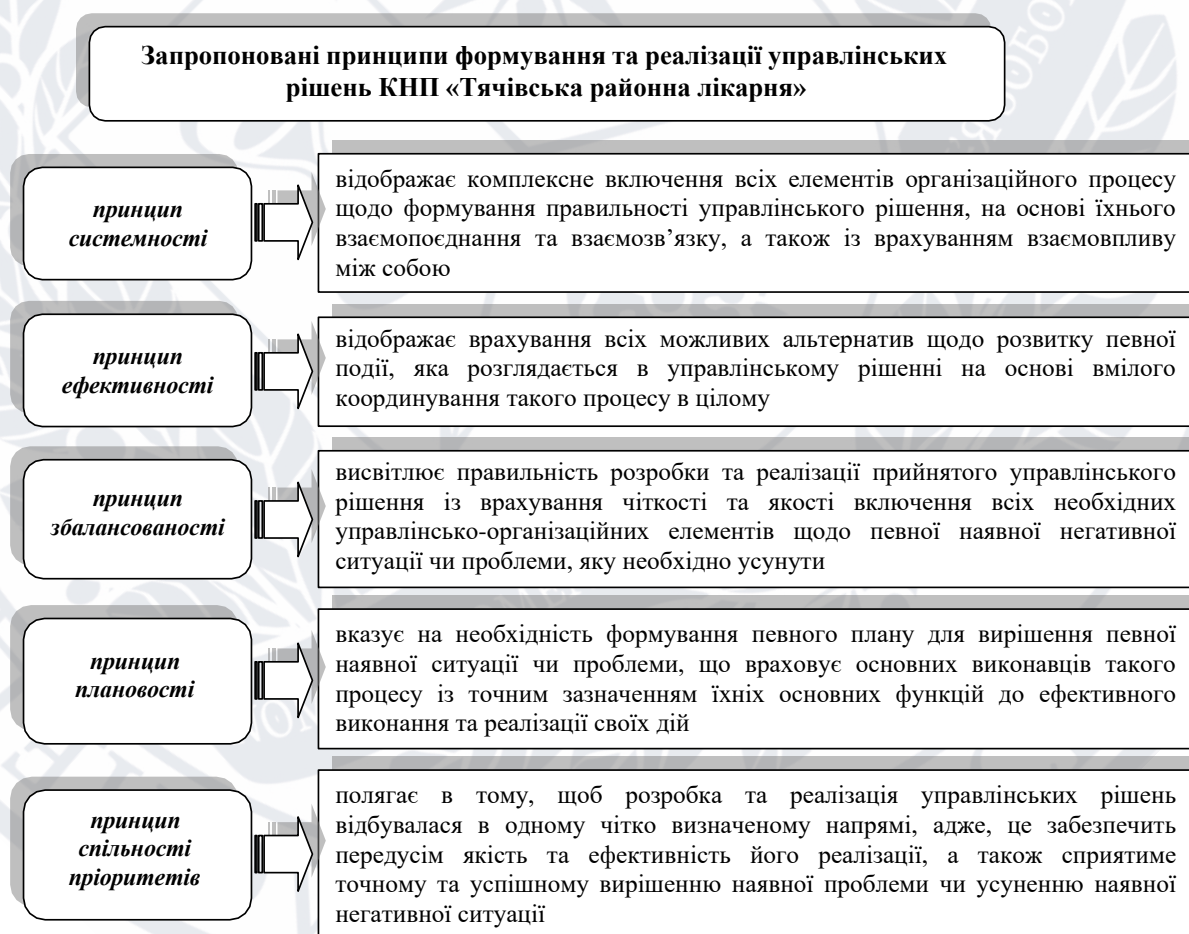 Запропоновані принципи формування та реалізації управлінських
рішень КНП «Тячівська районна лікарня»
принцип
системності
відображає комплексне включення всіх елементів організаційного процесу
щодо формування правильності управлінського рішення, на основі їхнього
взаємопоєднання та взаємозв’язку, а також із врахуванням взаємовпливу
між собою
принцип
ефективності
відображає врахування всіх можливих альтернатив щодо розвитку певної
події, яка розглядається в управлінському рішенні на основі вмілого
координування такого процесу в цілому
принцип
збалансованості
висвітлює правильність розробки та реалізації прийнятого управлінського
рішення із врахування чіткості та якості включення всіх необхідних
управлінсько-організаційних елементів щодо певної наявної негативної
ситуації чи проблеми, яку необхідно усунути
принцип
плановості
вказує на необхідність формування певного плану для вирішення певної
наявної ситуації чи проблеми, що враховує основних виконавців такого
процесу із точним зазначенням їхніх основних функцій до ефективного
виконання та реалізації своїх дій
принцип
спільності
пріоритетів
полягає в тому, щоб розробка та реалізація управлінських рішень
відбувалася в одному чітко визначеному напрямі, адже, це забезпечить
передусім якість та ефективність його реалізації, а також сприятиме
точному та успішному вирішенню наявної проблеми чи усуненню наявної
негативної ситуації